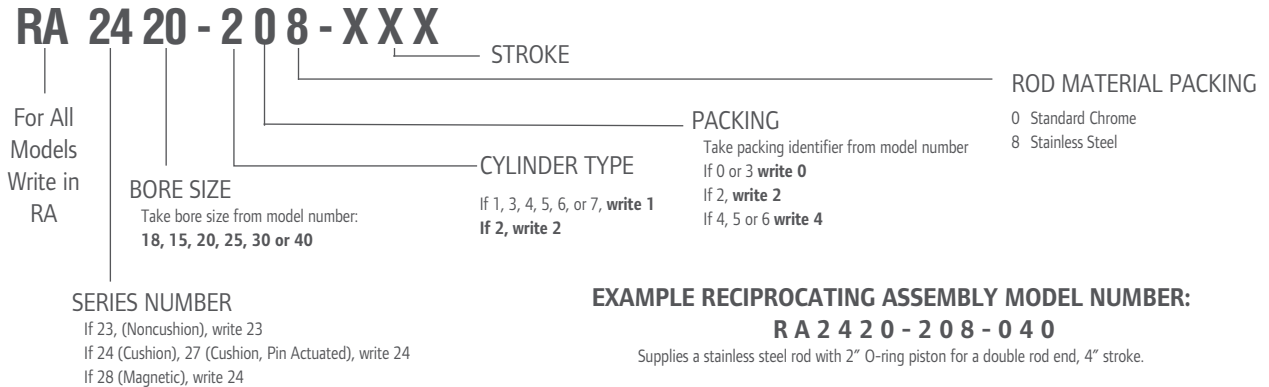 RA 24 20 - 2 0 8 - X X X
STROKE
ROD MATERIAL PACKING
0 Standard Chrome
8 Stainless Steel
PACKING
Take packing identifier from model number
If 0 or 3 write 0
If 2, write 2
If 4, 5 or 6 write 4
CYLINDER TYPE
If 1, 3, 4, 5, 6, or 7, write 1
If 2, write 2
For All
Models
Write in
RA
BORE SIZE
Take bore size from model number:
18, 15, 20, 25, 30 or 40
SERIES NUMBER
If 23, (Noncushion), write 23
If 24 (Cushion), 27 (Cushion, Pin Actuated), write 24
If 28 (Magnetic), write 24
EXAMPLE RECIPROCATING ASSEMBLY MODEL NUMBER:
R A 2 4 2 0 - 2 0 8 - 0 4 0
Supplies a stainless steel rod with 2″ O-ring piston for a double rod end, 4″ stroke.